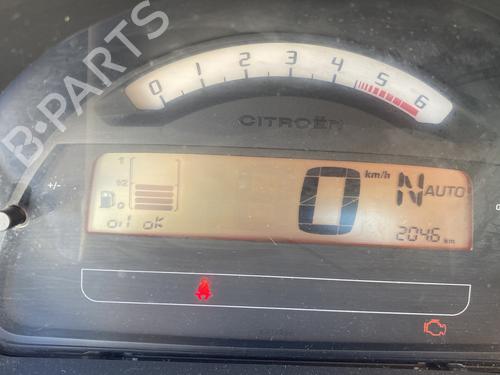 B-PARTS
0 1 2 3 4 5 6
CITROËN
1
1/2
0
+/-
km/h
0
N AUTO
oil ok
2046 km